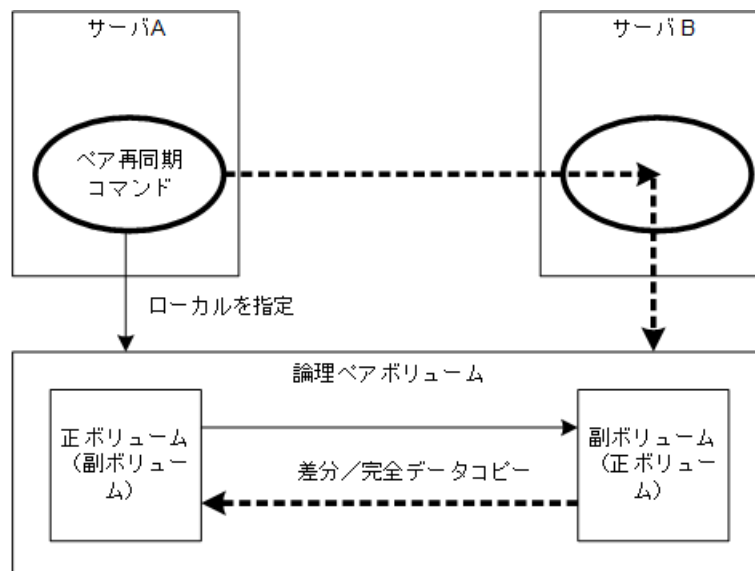 サーバA
サーバB
ペア再同期
コマンド
ローカルを指定
論理ペアボリューム
正ボリューム
（副ボリュー
ム）
差分／完全データコピー
副ボリューム
（正ボリュー
ム）